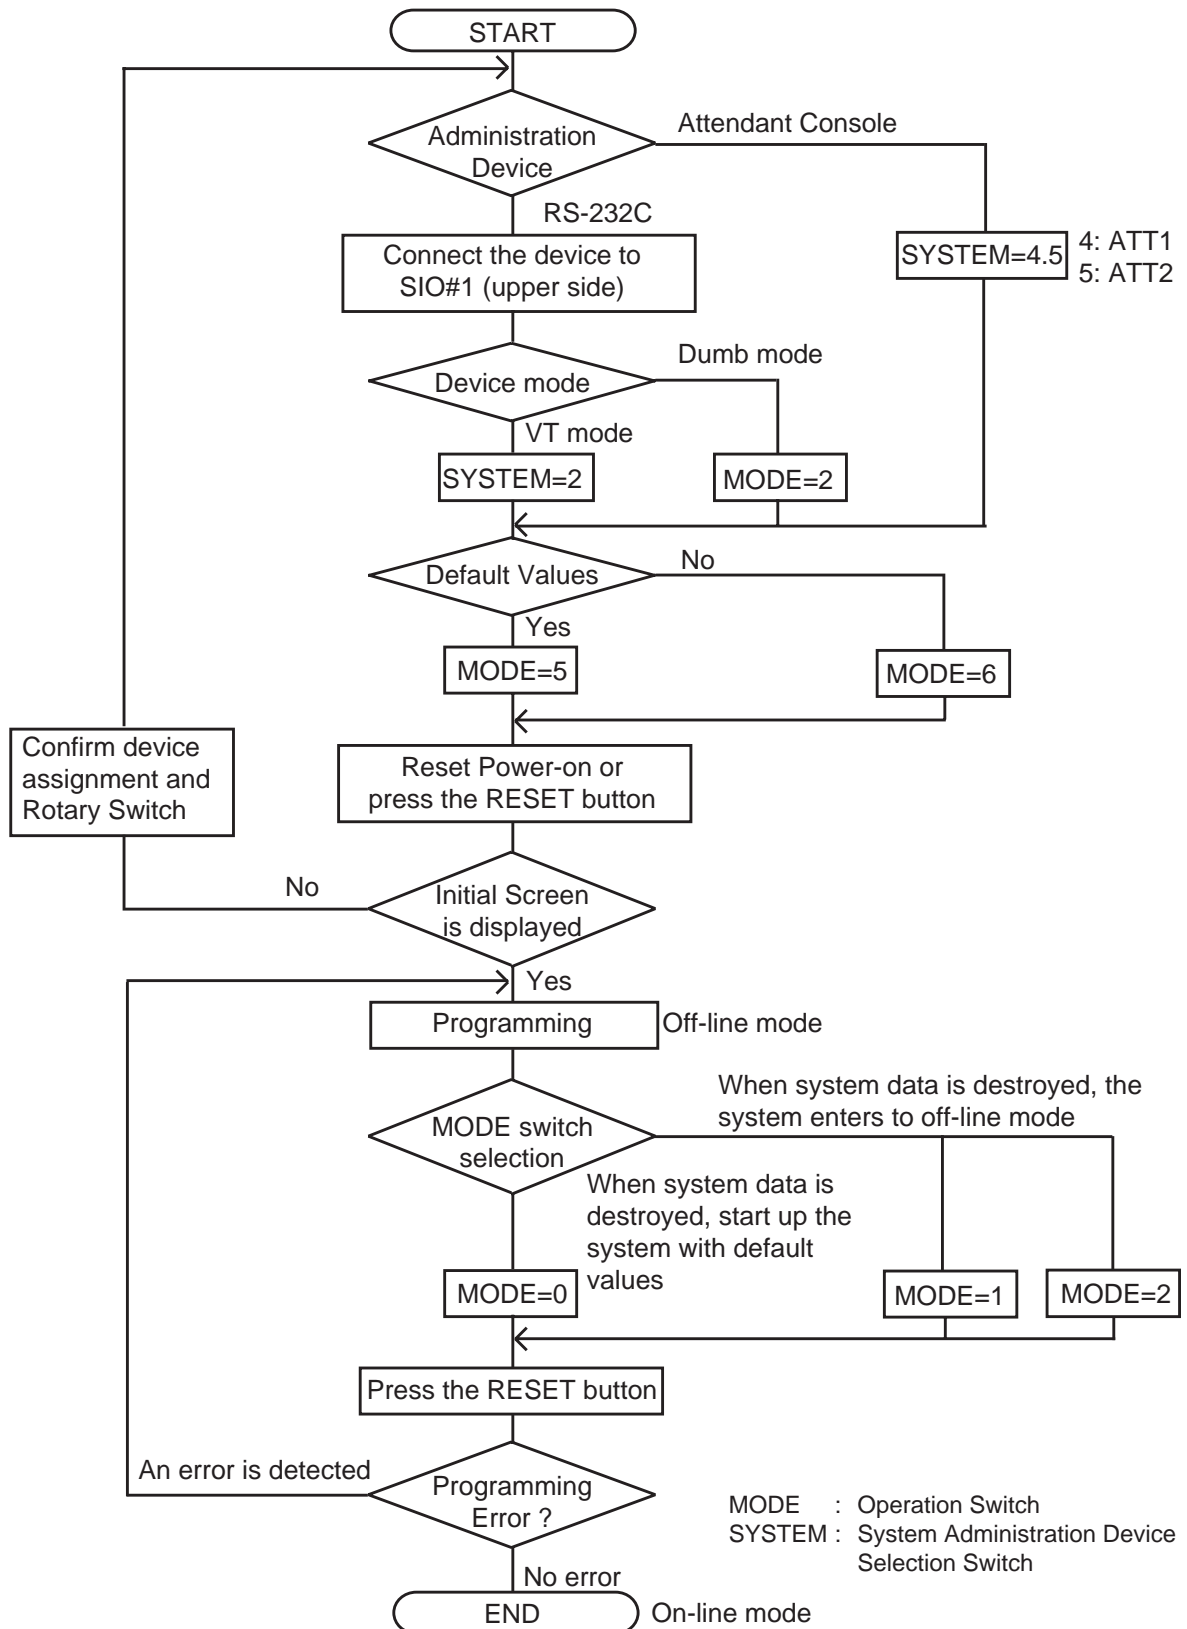 START
Administration
Device
Attendant Console
RS-232C
Connect the device to
SIO#1 (upper side)
SYSTEM=4.5
4: ATT1
5: ATT2
Device mode
Dumb mode
VT mode
SYSTEM=2
MODE=2
Default Values
No
Yes
MODE=5
MODE=6
Confirm device
assignment and
Rotary Switch
Reset Power-on or
press the RESET button
No
Initial Screen
is displayed
Yes
Programming
Off-line mode
MODE switch
selection
When system data is destroyed, the
system enters to off-line mode
When system data is
destroyed, start up the
system with default
values
MODE=0
MODE=1
MODE=2
Press the RESET button
An error is detected
Programming
Error ?
No error
END
On-line mode
MODE : Operation Switch
SYSTEM : System Administration Device
Selection Switch